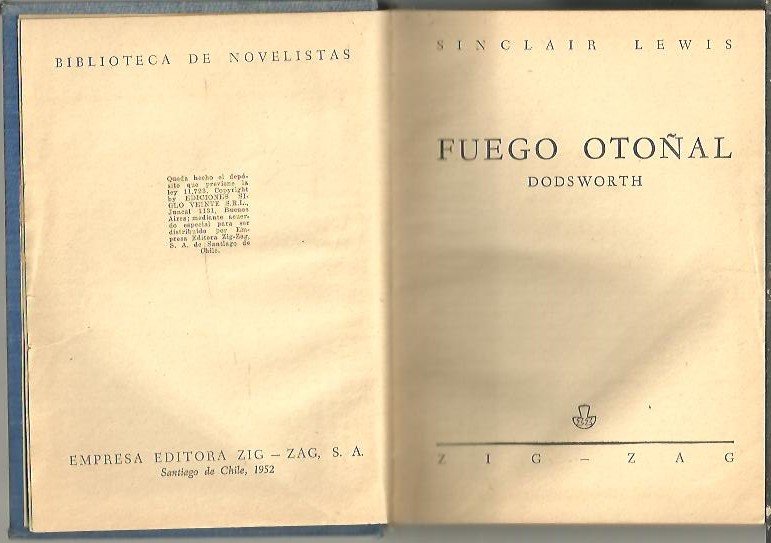 BIBLIOTECA DE NOVELISTAS
Queda hecho el depó-
sito que previene la
ley 11.723. Copyright
by EDICIONES SI-
GLO VEINTE S.R.L.,
Juncal 1131, Buenos
Aires; mediante acuer-
do especial para ser
distribuido por Em-
presa Editora Zig-Zag,
S. A. de Santiago de
Chile.
EMPRESA EDITORA ZIG – ZAG, S. A.
Santiago de Chile, 1952
SINCLAIR LEWIS
FUEGO OTOÑAL
DODSWORTH
ZIG – ZAG